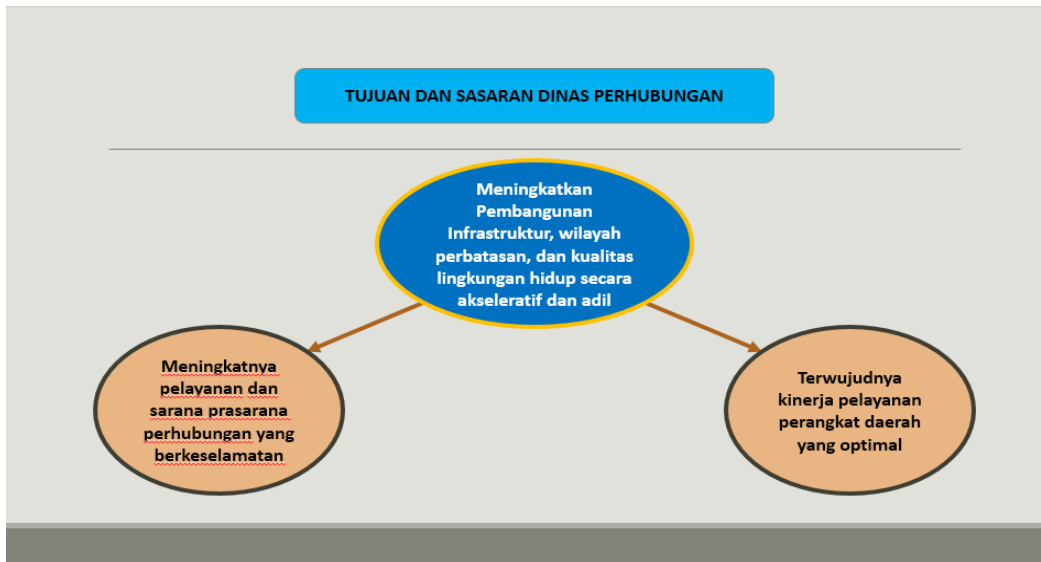 TUJUAN DAN SASARAN DINAS PERHUBUNGAN
Meningkatkan
Pembangunan
Infrastruktur, wilayah
perbatasan, dan kualitas
lingkungan hidup secara
akseleratif dan adil
Meningkatnya
pelayanan dan
sarana prasarana
perhubungan yang
berkeselamatan
Terwujudnya
kinerja pelayanan
perangkat daerah
yang optimal